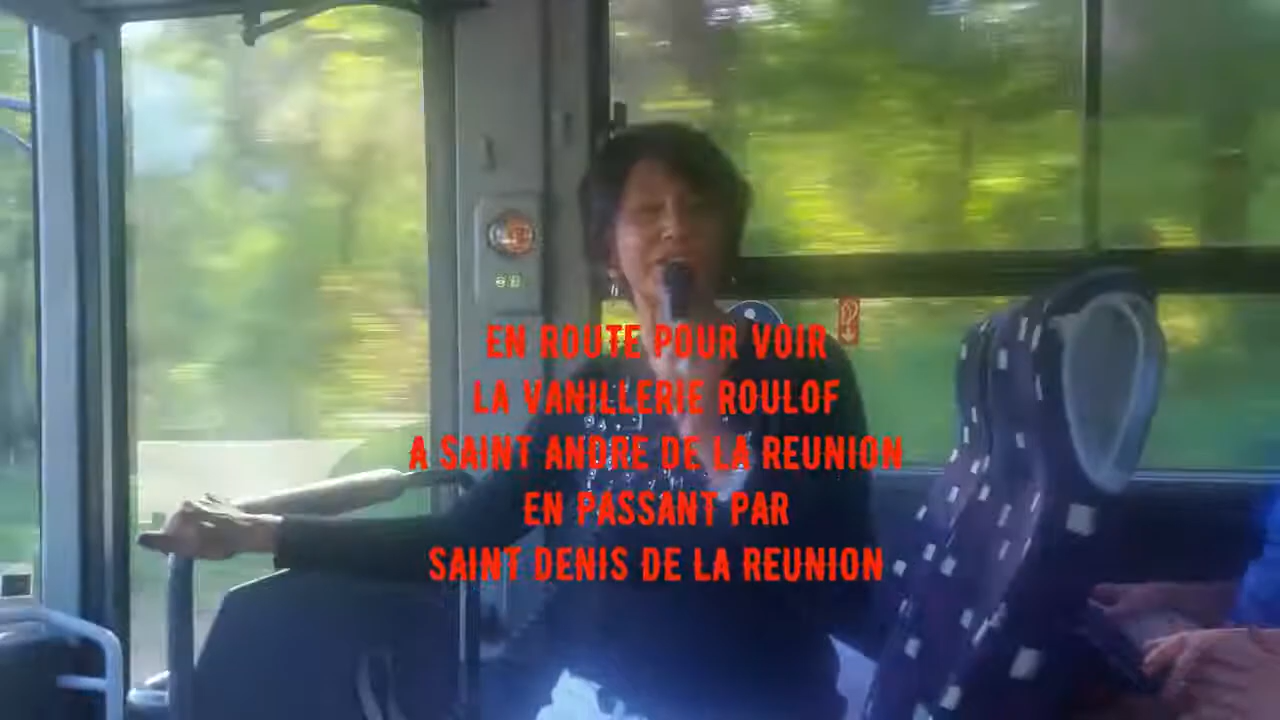 EN ROUTE POUR VOIR
LA VANILLERIE ROULOF
A SAINT ANDRE DE LA REUNION
EN PASSANT PAR
SAINT DENIS DE LA REUNION